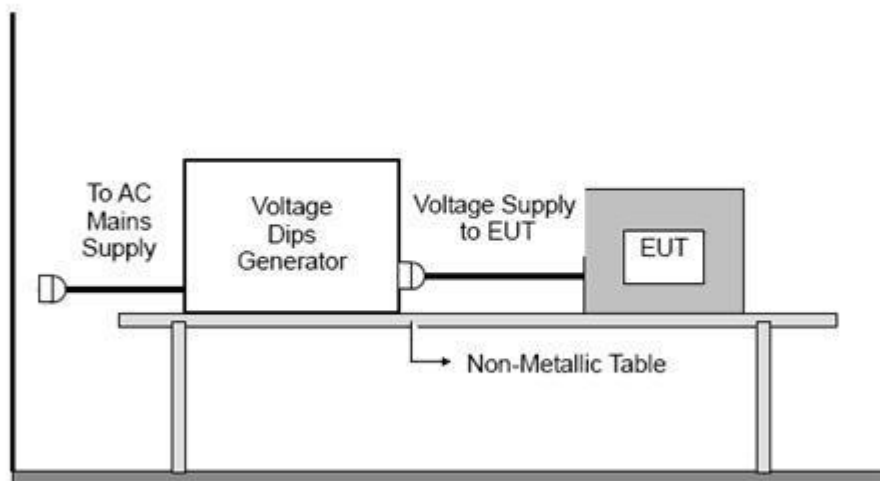 To AC
Mains
Supply
Voltage
Dips
Generator
Voltage Supply
to EUT
EUT
Non-Metallic Table